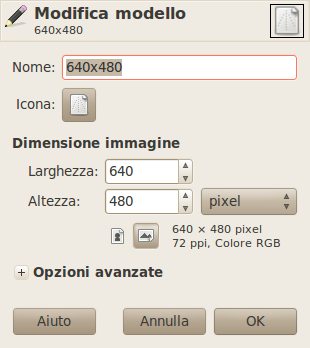 Modifica modello
640x480
Nome: 640x480
Icona:
Dimensione immagine
Larghezza: 640
Altezza: 480 pixel
640 × 480 pixel
72 ppi, Colore RGB
Opzioni avanzate
Aiuto Annulla OK